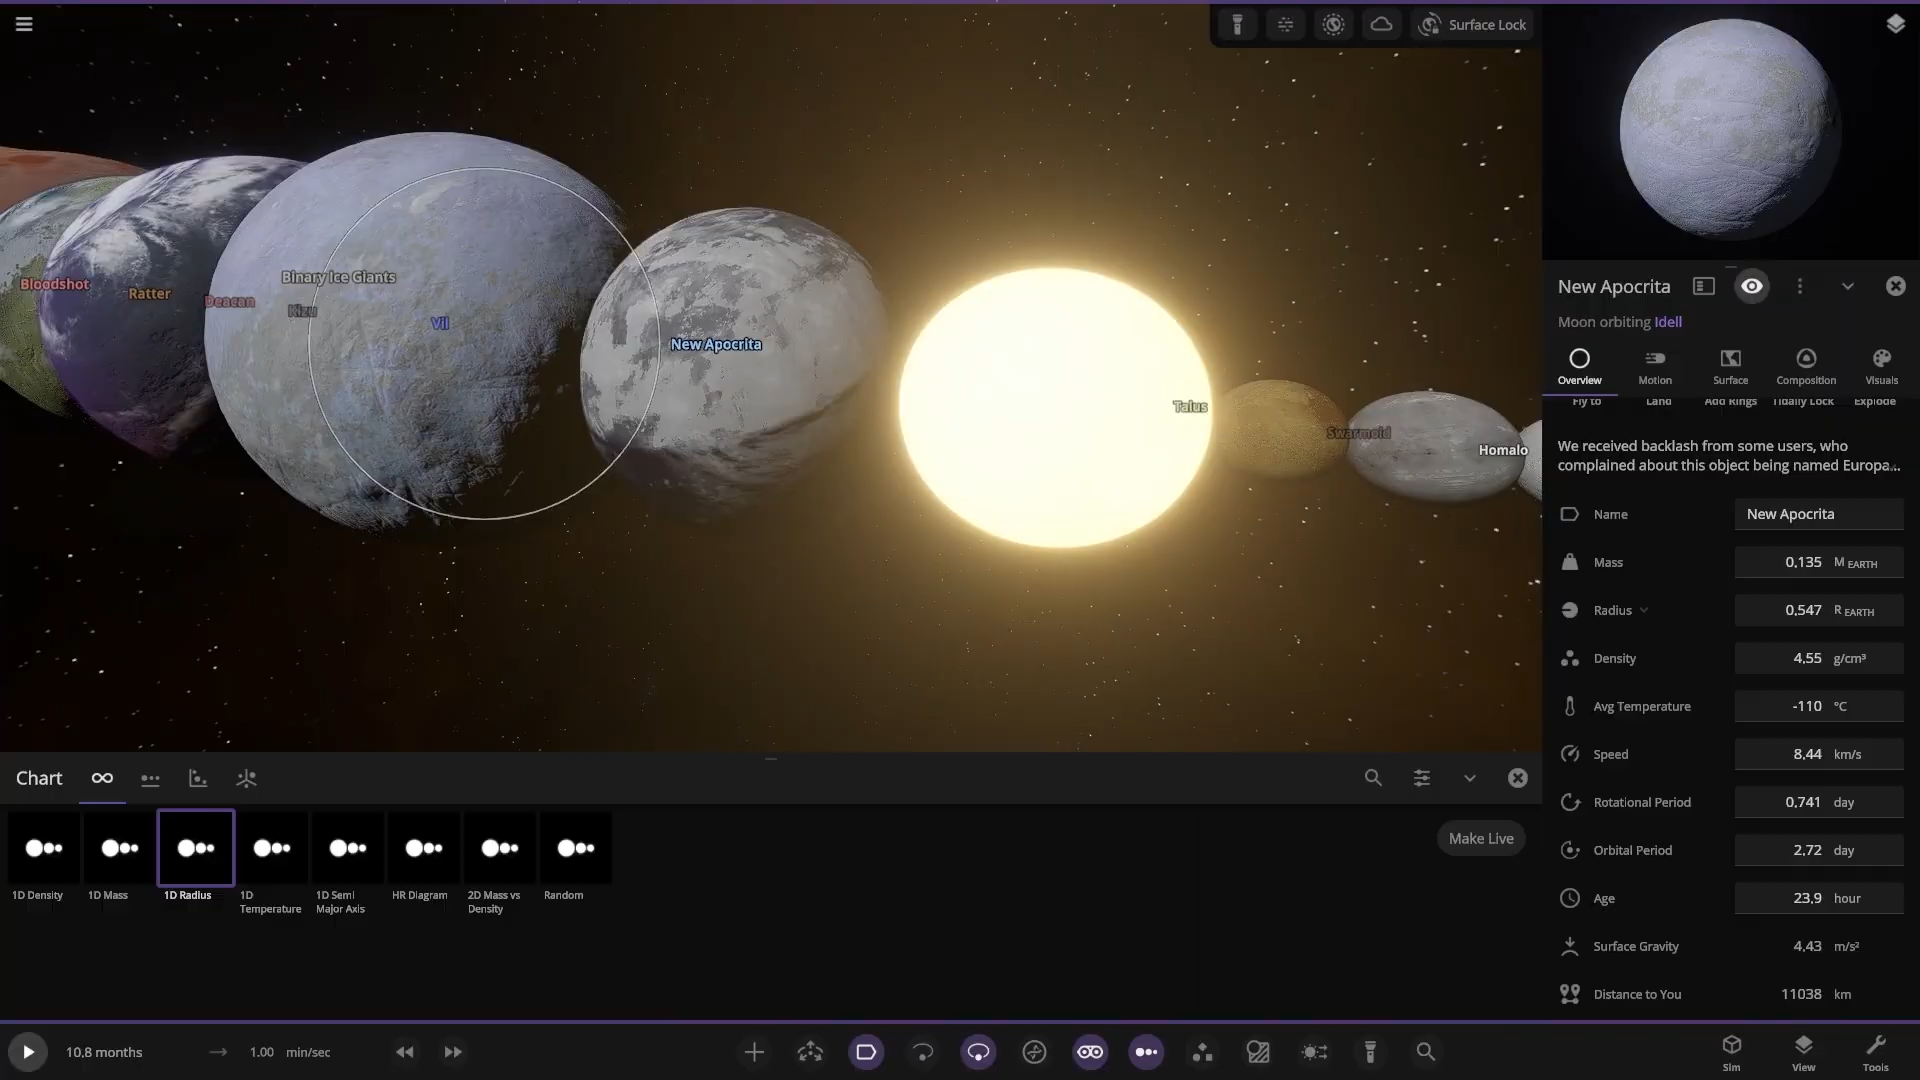 Surface Lock
Bloodshot
Ratter
Deacan
Binary Ice Giants
Kizu
Vil
New Apocrita
Talus
Swarmoid
Homalo
New Apocrita
Moon orbiting Idell
Overview
Motion
Surface
Composition
Visuals
Fly to
Land
Add Rings
Tidally Lock
Explode
We received backlash from some users, who
complained about this object being named Europa...
Name New Apocrita
Mass 0.135 M EARTH
Radius 0.547 R EARTH
Density 4.55 g/cm³
Avg Temperature -110 °C
Speed 8.44 km/s
Rotational Period 0.741 day
Orbital Period 2.72 day
Age 23.9 hour
Surface Gravity 4.43 m/s²
Distance to You 11038 km
Chart
Make Live
1D Density
1D Mass
1D Radius
1D
Temperature
1D Semi
Major Axis
HR Diagram
2D Mass vs
Density
Random
10.8 months
1.00 min/sec
Sim
View
Tools